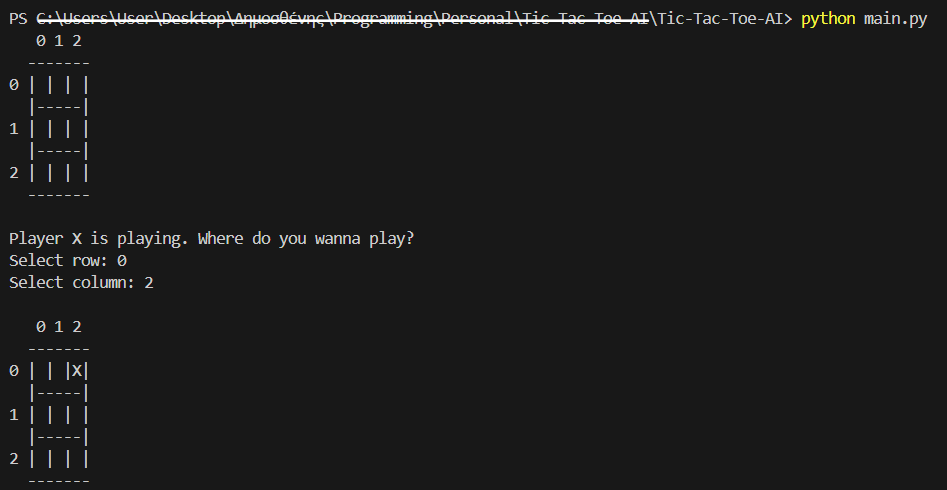 PS C:\Users\User\Desktop\Δημοσθένης\Programming\Personal\Tic Tac Toe AI\Tic-Tac-Toe-AI> python main.py
   0 1 2
  -------
0 | | | |
  |-----|
1 | | | |
  |-----|
2 | | | |
  -------

Player X is playing. Where do you wanna play?
Select row: 0
Select column: 2

   0 1 2
  -------
0 | | |X|
  |-----|
1 | | | |
  |-----|
2 | | | |
  -------